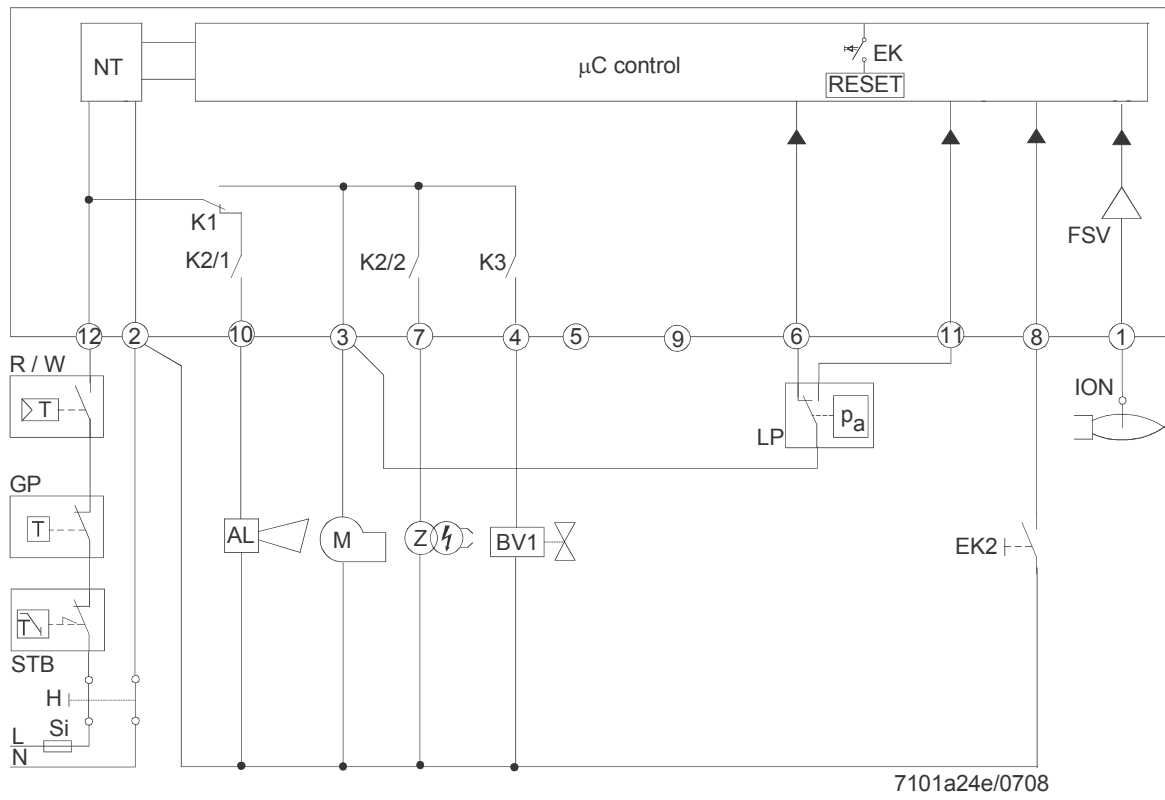 NT
μC control
EK
RESET
K1
K2/1
K2/2
K3
FSV
12
2
10
3
7
4
5
9
6
11
8
1
R / W
T
ION
LP
pa
GP
T
AL
M
Z
BV1
EK2
T
STB
H
Si
L
N
7101a24e/0708